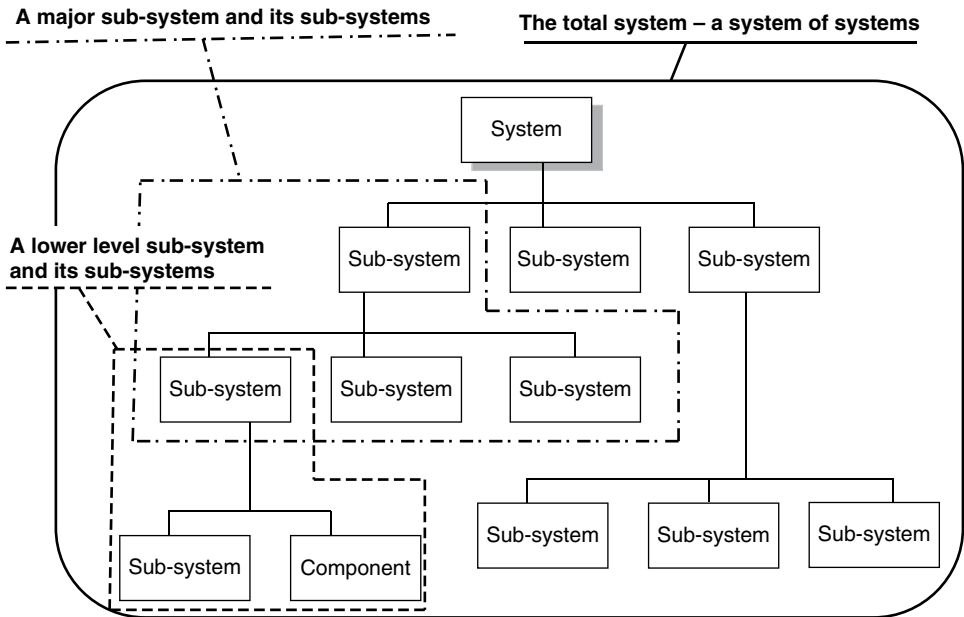 A major sub-system and its sub-systems
The total system – a system of systems
System
A lower level sub-system
and its sub-systems
Sub-system
Sub-system
Sub-system
Sub-system
Sub-system
Sub-system
Sub-system
Sub-system
Sub-system
Sub-system
Component